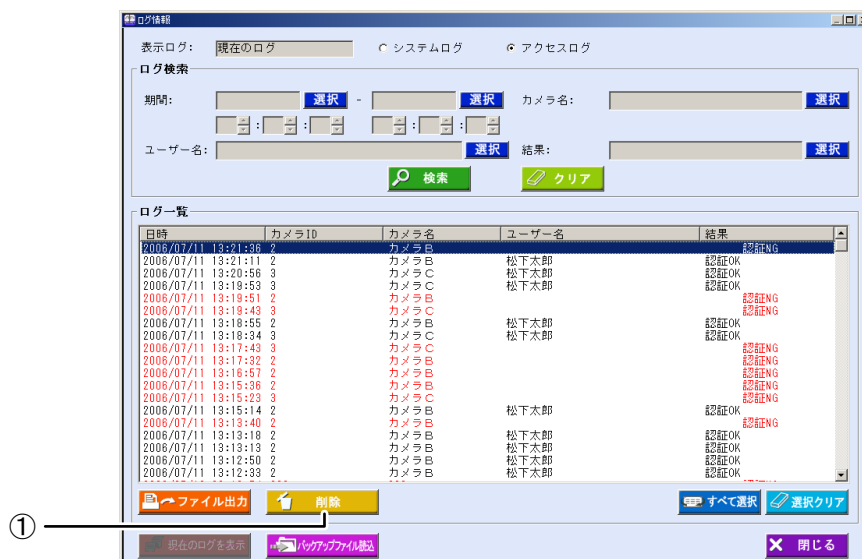 ログ情報
表示ログ: 現在のログ システムログ アクセスログ
ログ検索
期間: 選択 - 選択 カメラ名: 選択
: : : :
ユーザー名: 選択 結果: 選択
検索 クリア
ログ一覧
日時 カメラID カメラ名 ユーザー名 結果
2006/07/11 13:21:36 2 カメラB 認証NG
2006/07/11 13:21:11 2 カメラB 松下太郎 認証OK
2006/07/11 13:20:56 3 カメラC 松下太郎 認証OK
2006/07/11 13:19:53 3 カメラC 松下太郎 認証OK
2006/07/11 13:19:51 2 カメラB 認証NG
2006/07/11 13:19:43 3 カメラC 認証NG
2006/07/11 13:18:55 2 カメラB 松下太郎 認証OK
2006/07/11 13:18:34 3 カメラC 松下太郎 認証OK
2006/07/11 13:17:43 3 カメラC 認証NG
2006/07/11 13:17:32 2 カメラB 認証NG
2006/07/11 13:16:57 2 カメラB 認証NG
2006/07/11 13:15:36 2 カメラB 認証NG
2006/07/11 13:15:23 3 カメラC 認証NG
2006/07/11 13:15:14 2 カメラB 松下太郎 認証OK
2006/07/11 13:13:40 2 カメラB 認証NG
2006/07/11 13:13:18 2 カメラB 松下太郎 認証OK
2006/07/11 13:13:13 2 カメラB 松下太郎 認証OK
2006/07/11 13:12:50 2 カメラB 松下太郎 認証OK
2006/07/11 13:12:33 2 カメラB 松下太郎 認証OK
ファイル出力 削除 すべて選択 選択クリア
①
現在のログを表示 バックアップファイル読込 閉じる